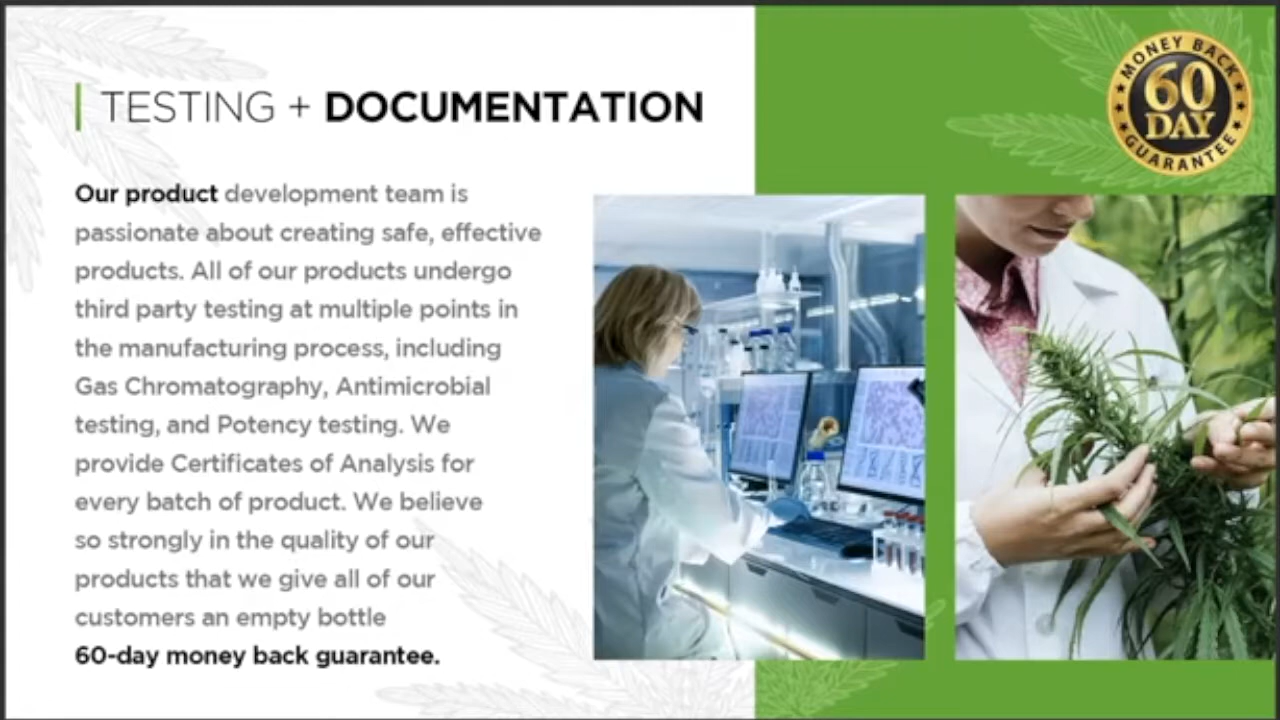 TESTING + DOCUMENTATION
MONEY BACK
60
DAY
GUARANTEE
Our product development team is
passionate about creating safe, effective
products. All of our products undergo
third party testing at multiple points in
the manufacturing process, including
Gas Chromatography, Antimicrobial
testing, and Potency testing. We
provide Certificates of Analysis for
every batch of product. We believe
so strongly in the quality of our
products that we give all of our
customers an empty bottle
60-day money back guarantee.